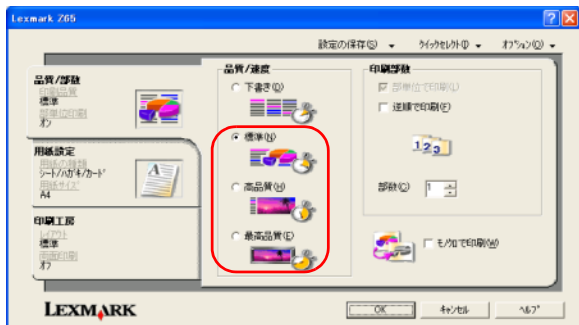 Lexmark Z65
設定の保存(S)
クイックセレクト(I)
オプション(O)
品質/部数
印刷品質
標準
部単位印刷
オン
用紙設定
用紙の種類
シート/ハガキ/カード
用紙サイズ
A4
印刷工房
レイアウト
標準
両面印刷
オフ
品質/速度
下書き(Q)
標準(N)
高品質(H)
最高品質(E)
印刷部数
部単位で印刷(L)
逆順で印刷(F)
1 2 3
部数(C)
1
モノクロで印刷(W)
LEXMARK
OK
キャンセル
ヘルプ